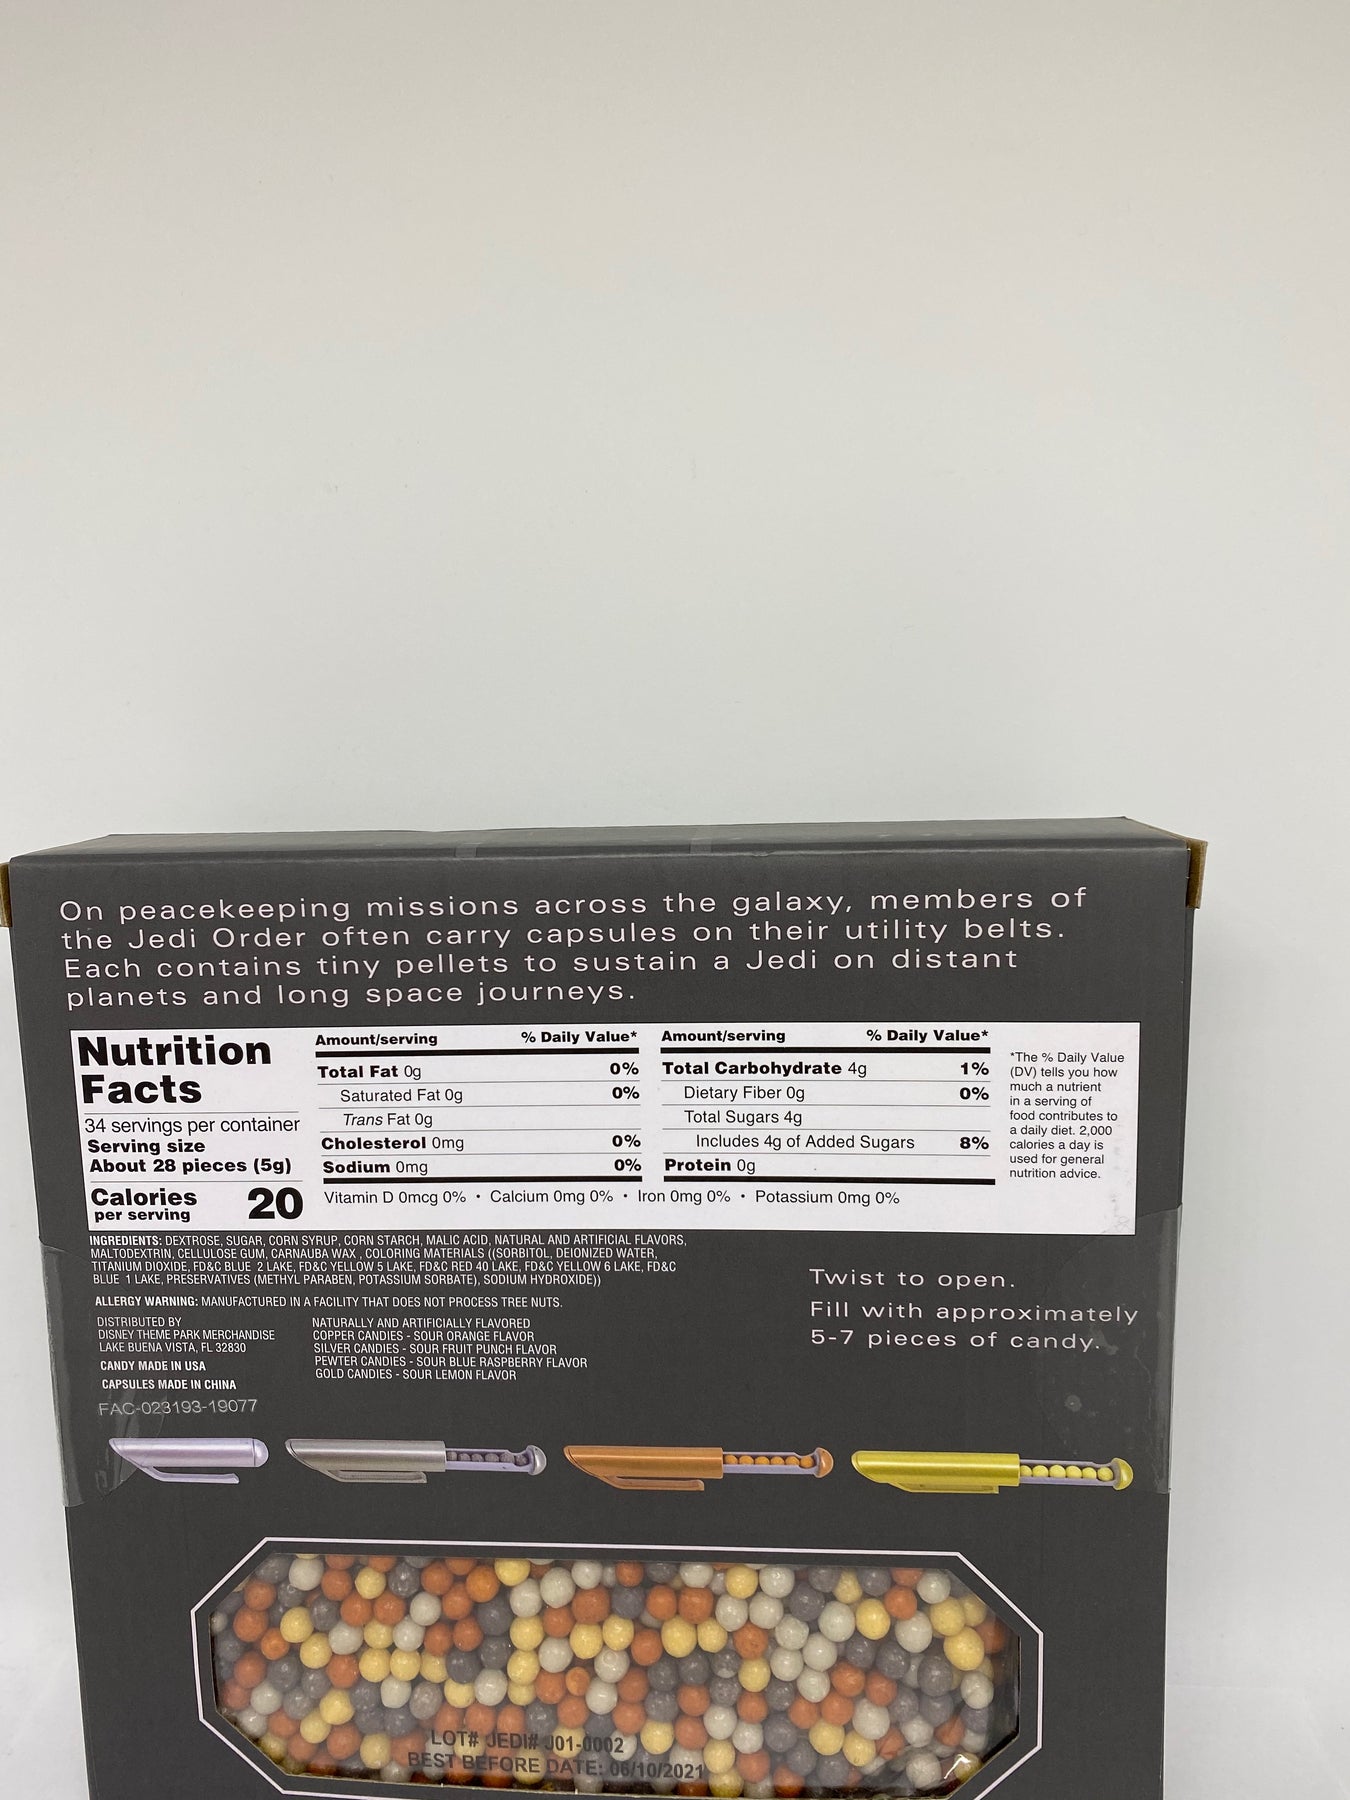 On peacekeeping missions across the galaxy, members of
the Jedi Order often carry capsules on their utility belts.
Each contains tiny pellets to sustain a Jedi on distant
planets and long space journeys.
Nutrition
Facts
34 servings per container
Serving size
About 28 pieces (5g)
Calories
per serving
20
Amount/serving % Daily Value*
Total Fat 0g 0%
Saturated Fat 0g 0%
Trans Fat 0g
Cholesterol 0mg 0%
Sodium 0mg 0%
Amount/serving % Daily Value*
Total Carbohydrate 4g 1%
Dietary Fiber 0g 0%
Total Sugars 4g
Includes 4g of Added Sugars 8%
Protein 0g
Vitamin D 0mcg 0% • Calcium 0mg 0% • Iron 0mg 0% • Potassium 0mg 0%
*The % Daily Value
(DV) tells you how
much a nutrient
in a serving of
food contributes to
a daily diet. 2,000
calories a day is
used for general
nutrition advice.
INGREDIENTS: DEXTROSE, SUGAR, CORN SYRUP, CORN STARCH, MALIC ACID, NATURAL AND ARTIFICIAL FLAVORS,
MALTODEXTRIN, CELLULOSE GUM, CARNAUBA WAX , COLORING MATERIALS ((SORBITOL, DEIONIZED WATER,
TITANIUM DIOXIDE, FD&C BLUE 2 LAKE, FD&C YELLOW 5 LAKE, FD&C RED 40 LAKE, FD&C YELLOW 6 LAKE, FD&C
BLUE 1 LAKE, PRESERVATIVES (METHYL PARABEN, POTASSIUM SORBATE), SODIUM HYDROXIDE))
ALLERGY WARNING: MANUFACTURED IN A FACILITY THAT DOES NOT PROCESS TREE NUTS.
DISTRIBUTED BY
DISNEY THEME PARK MERCHANDISE
LAKE BUENA VISTA, FL 32830
CANDY MADE IN USA
CAPSULES MADE IN CHINA
FAC-023193-19077
NATURALLY AND ARTIFICIALLY FLAVORED
COPPER CANDIES - SOUR ORANGE FLAVOR
SILVER CANDIES - SOUR FRUIT PUNCH FLAVOR
PEWTER CANDIES - SOUR BLUE RASPBERRY FLAVOR
GOLD CANDIES - SOUR LEMON FLAVOR
Twist to open.
Fill with approximately
5-7 pieces of candy.
LOT# JEDI# J01-0002
BEST BEFORE DATE: 06/10/2021